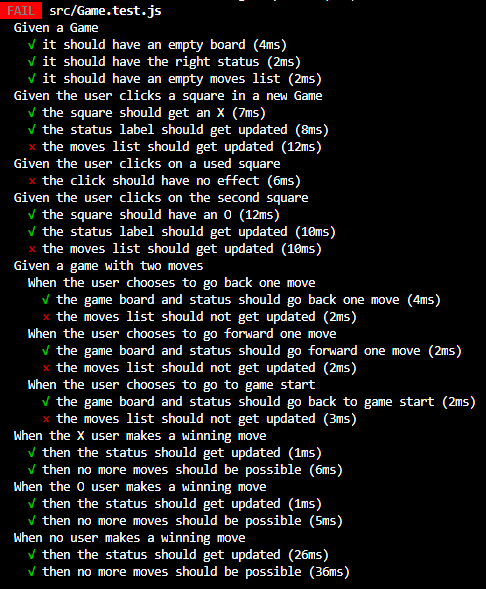 FAIL src/Game.test.js
Given a Game
√ it should have an empty board (4ms)
√ it should have the right status (2ms)
√ it should have an empty moves list (2ms)
Given the user clicks a square in a new Game
√ the square should get an X (7ms)
√ the status label should get updated (8ms)
× the moves list should get updated (12ms)
Given the user clicks on a used square
× the click should have no effect (6ms)
Given the user clicks on the second square
√ the square should have an O (12ms)
√ the status label should get updated (10ms)
× the moves list should get updated (10ms)
Given a game with two moves
When the user chooses to go back one move
√ the game board and status should go back one move (4ms)
× the moves list should not get updated (2ms)
When the user chooses to go forward one move
√ the game board and status should go forward one move (2ms)
× the moves list should not get updated (2ms)
When the user chooses to go to game start
√ the game board and status should go back to game start (2ms)
× the moves list should not get updated (3ms)
When the X user makes a winning move
√ then the status should get updated (1ms)
√ then no more moves should be possible (6ms)
When the O user makes a winning move
√ then the status should get updated (1ms)
√ then no more moves should be possible (5ms)
When no user makes a winning move
√ then the status should get updated (26ms)
√ then no more moves should be possible (36ms)